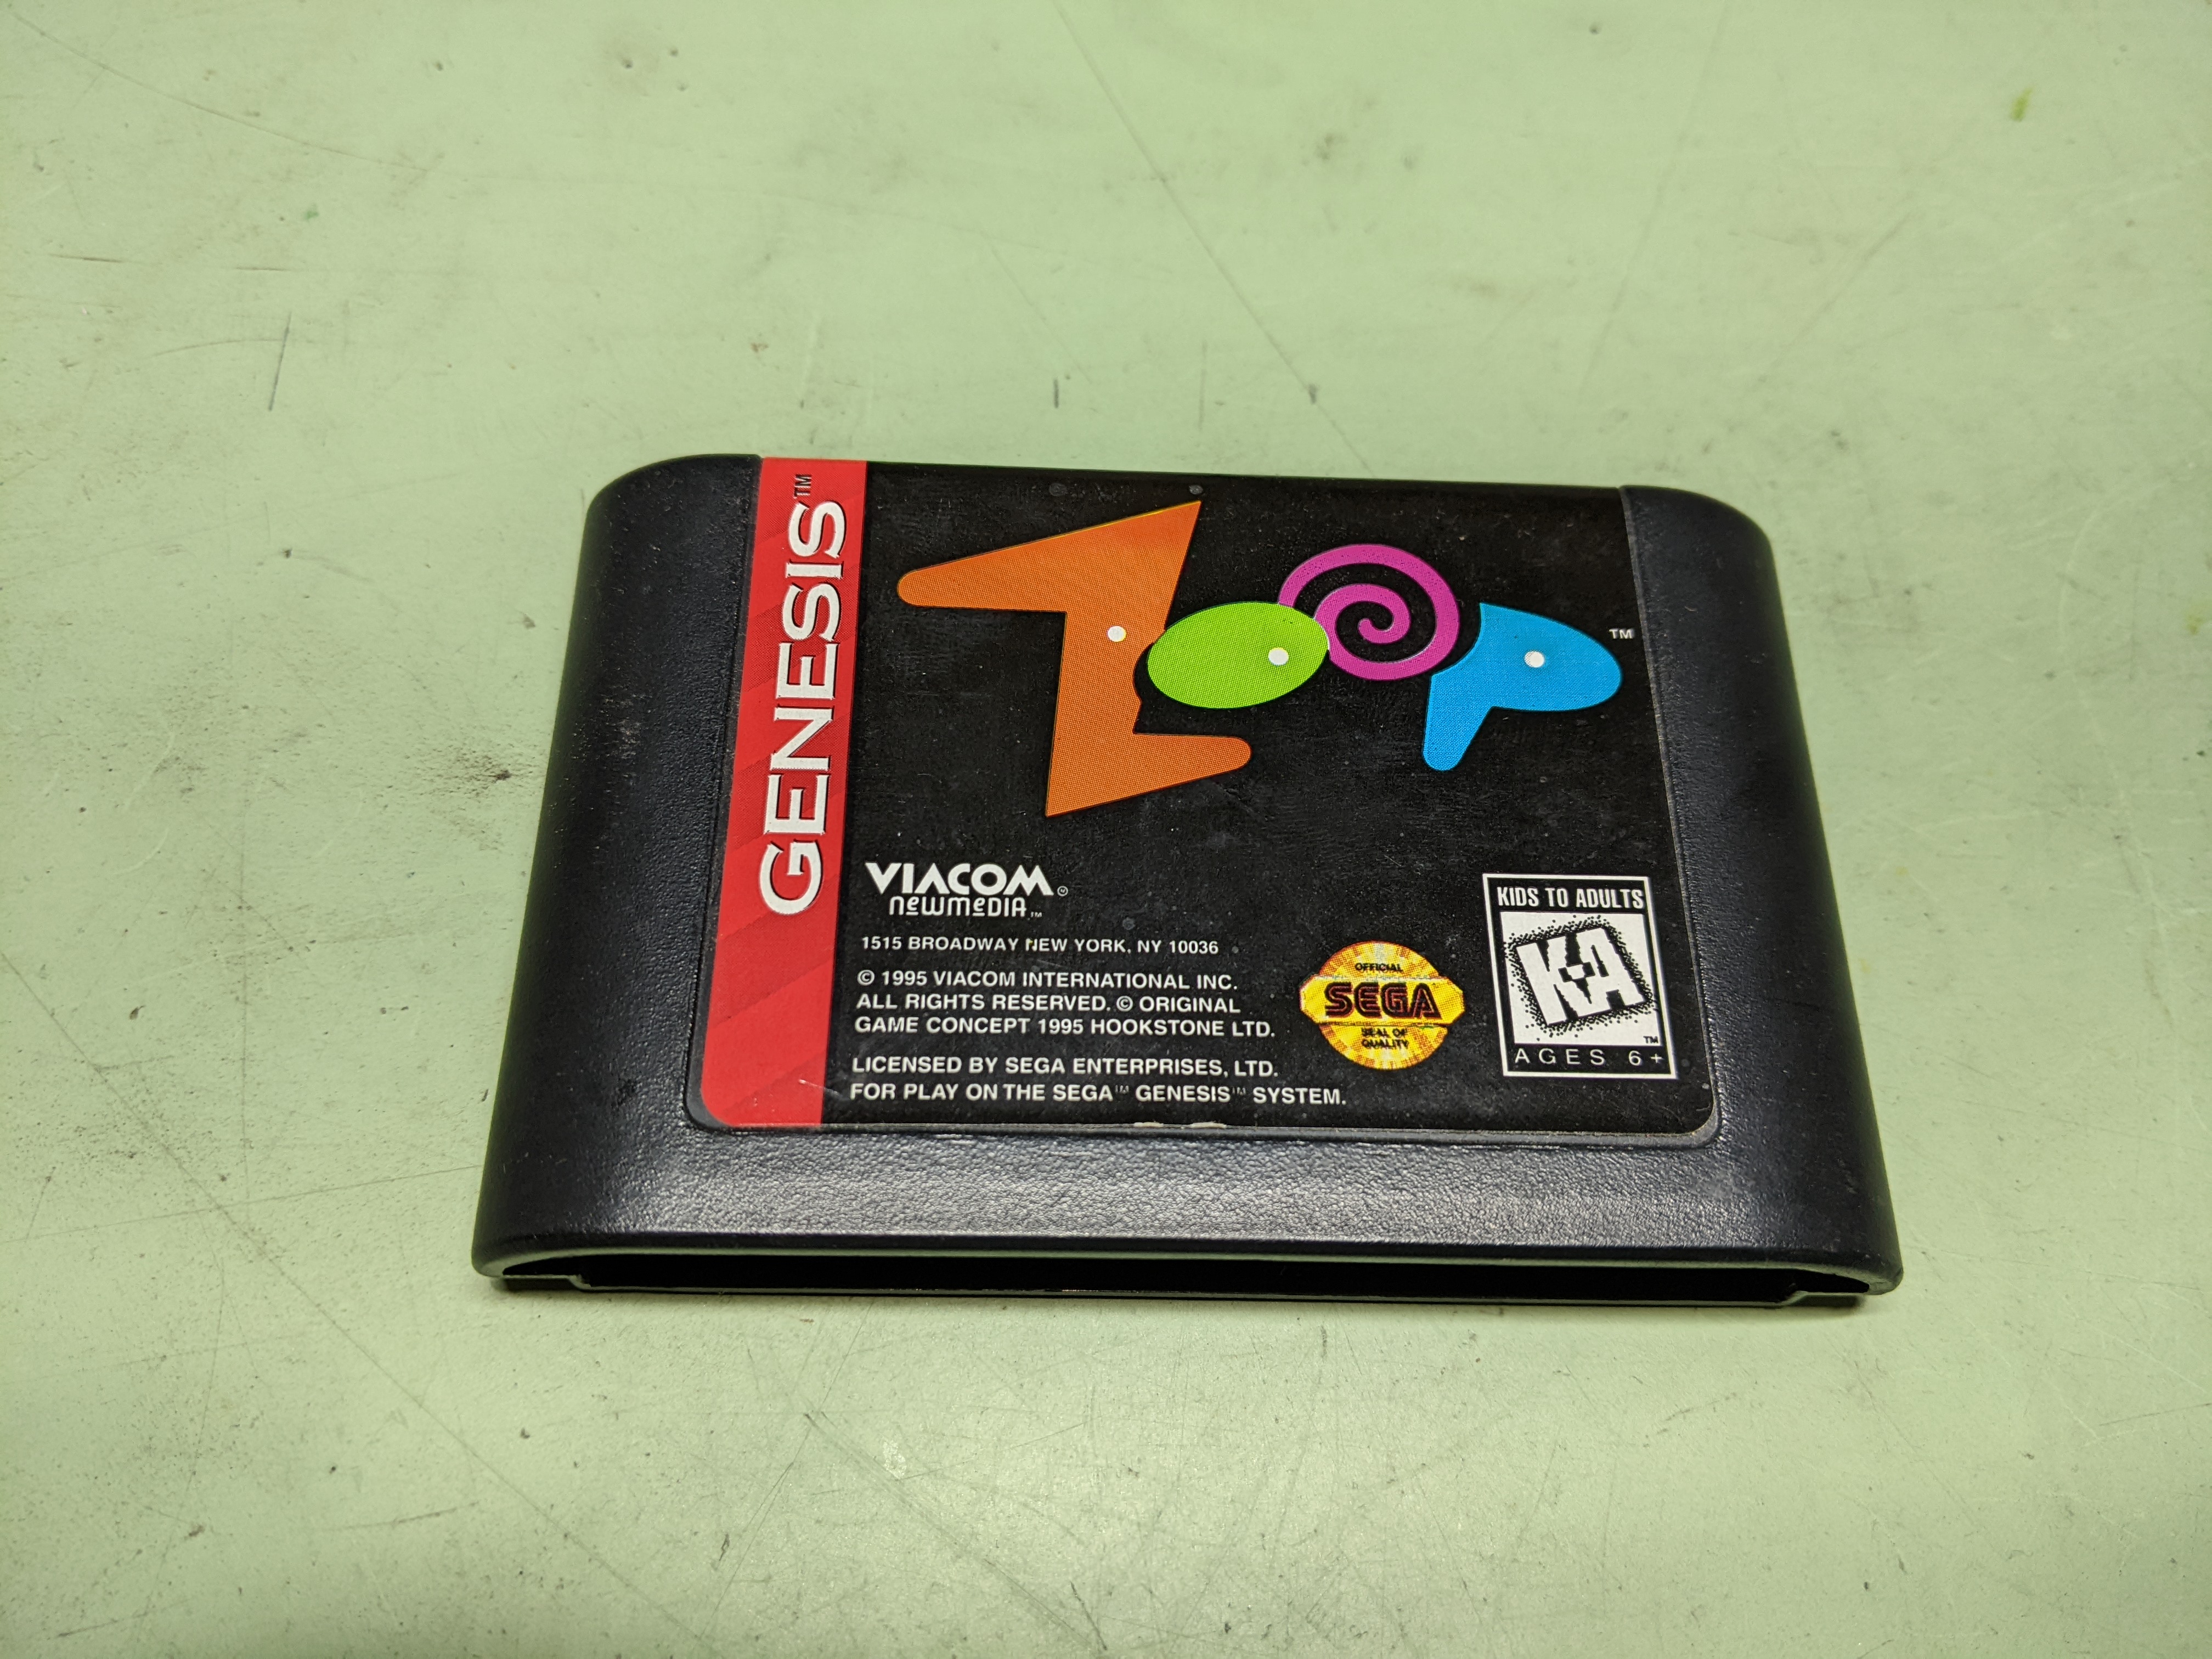 GENESIS™
ZOOP™
VIACOM®
newmedia™
1515 BROADWAY NEW YORK, NY 10036
© 1995 VIACOM INTERNATIONAL INC.
ALL RIGHTS RESERVED. © ORIGINAL
GAME CONCEPT 1995 HOOKSTONE LTD.
LICENSED BY SEGA ENTERPRISES, LTD.
FOR PLAY ON THE SEGA™ GENESIS™ SYSTEM.
OFFICIAL
SEGA
SEAL OF
QUALITY
KIDS TO ADULTS
K-A
™
AGES 6+